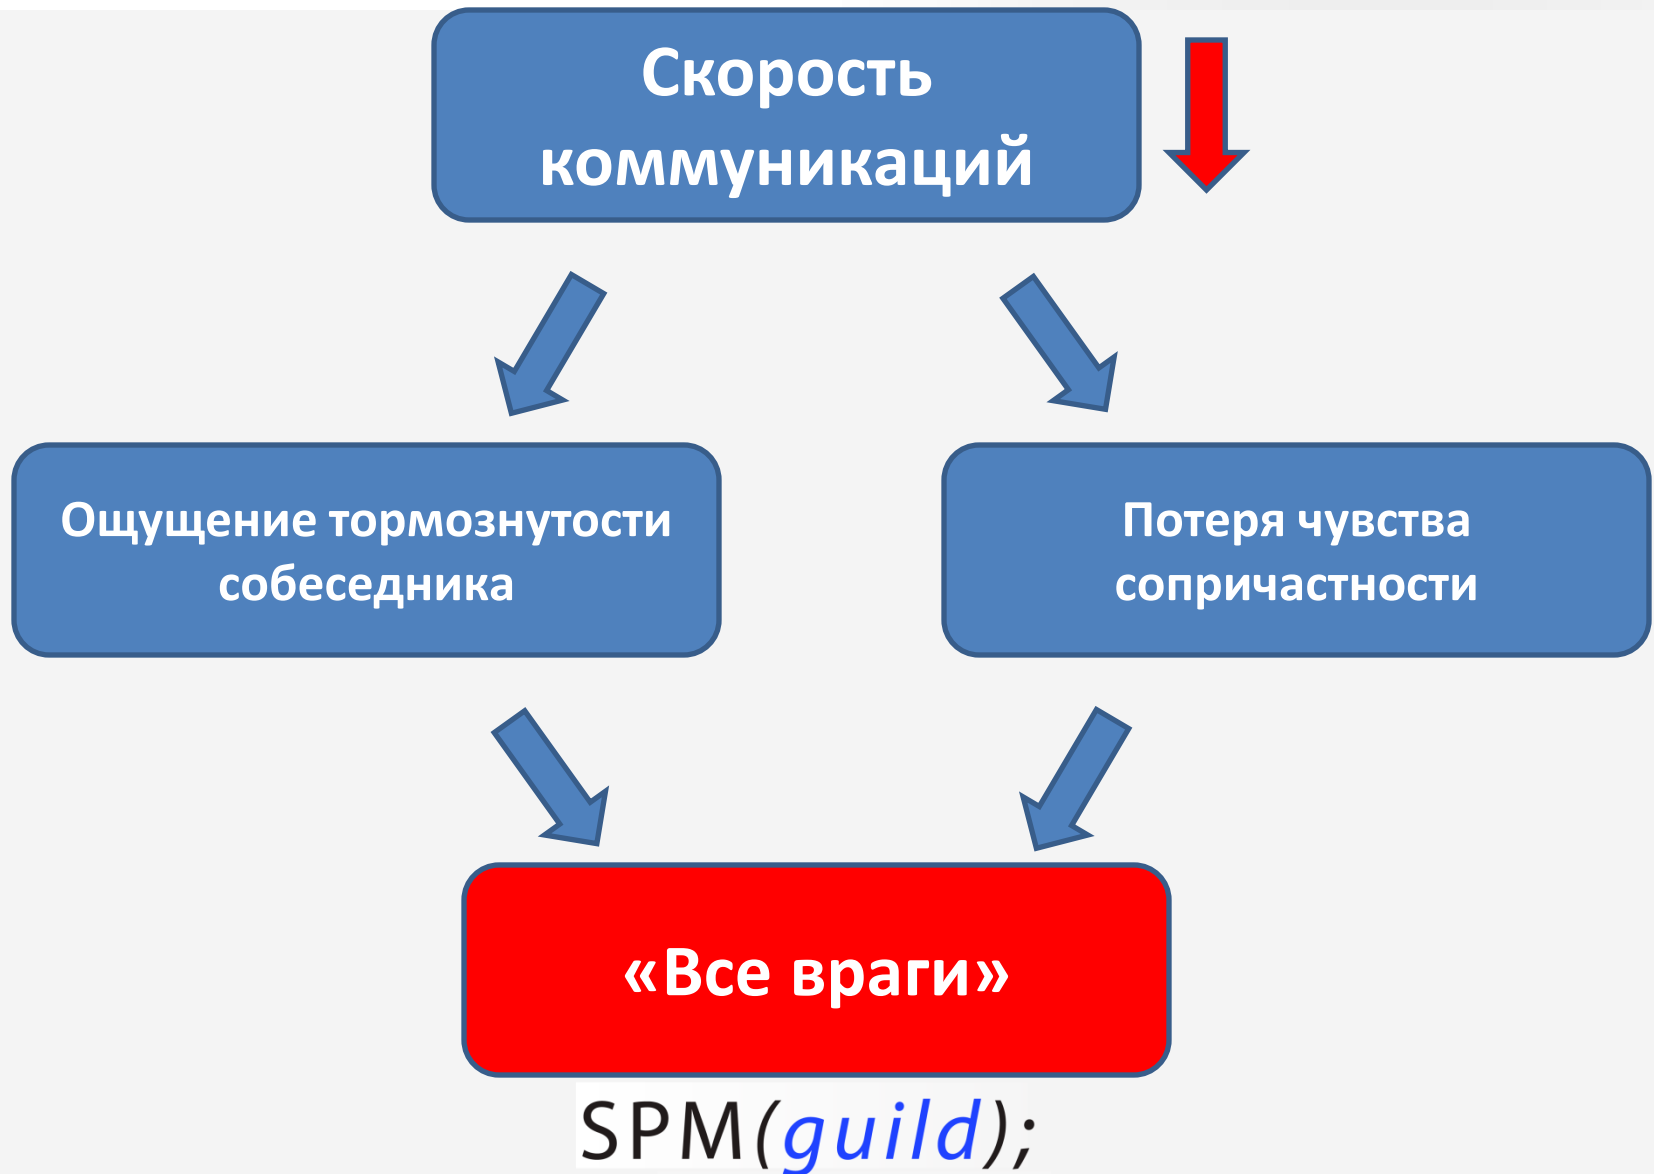 Скорость
коммуникаций
Ощущение тормознутости
собеседника
Потеря чувства
сопричастности
«Все враги»
SPM(guild);